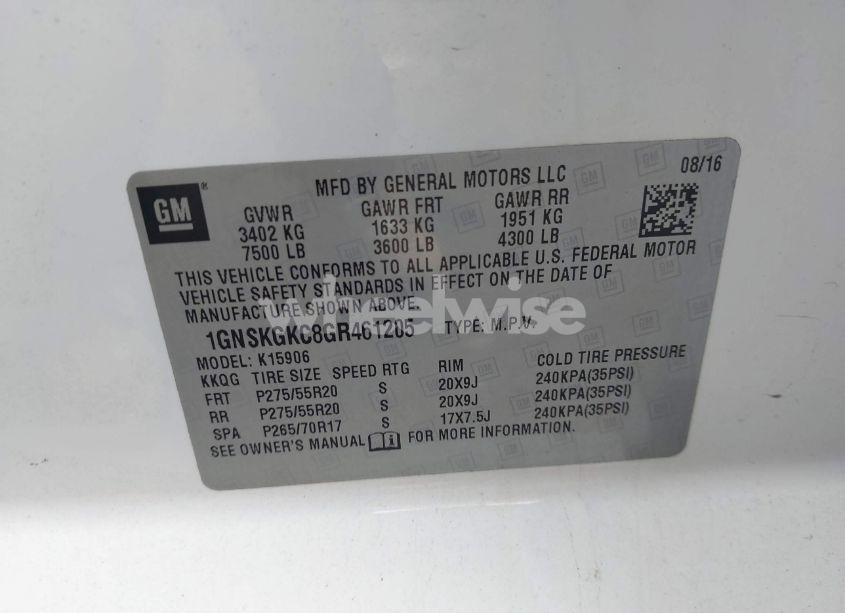 GM ®
MFD BY GENERAL MOTORS LLC
08/16
GVWR GAWR FRT GAWR RR
3402 KG 1633 KG 1951 KG
7500 LB 3600 LB 4300 LB
THIS VEHICLE CONFORMS TO ALL APPLICABLE U.S. FEDERAL MOTOR
VEHICLE SAFETY STANDARDS IN EFFECT ON THE DATE OF
MANUFACTURE SHOWN ABOVE.
wheelwise
1GNSKGKC8GR461205 TYPE: M.P.V.
MODEL: K15906
KKQG TIRE SIZE SPEED RTG RIM COLD TIRE PRESSURE
FRT P275/55R20 S 20X9J 240KPA(35PSI)
RR P275/55R20 S 20X9J 240KPA(35PSI)
SPA P265/70R17 S 17X7.5J 240KPA(35PSI)
SEE OWNER'S MANUAL FOR MORE INFORMATION.